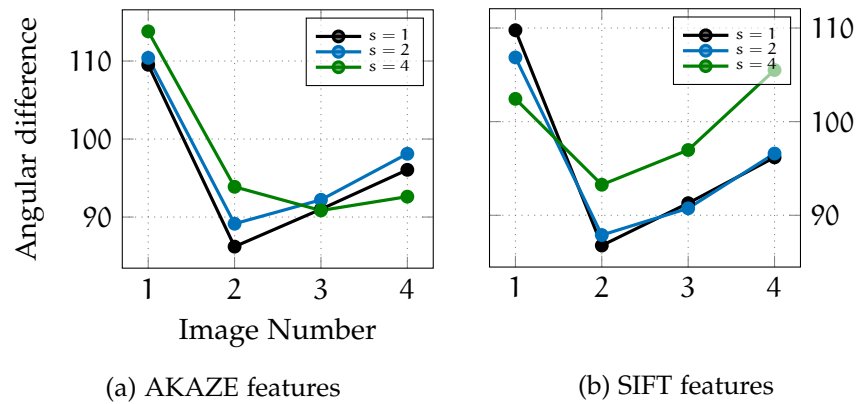 Angular difference
110
100
90
s = 1
s = 2
s = 4
1 2 3 4
Image Number
(a) AKAZE features
s = 1
s = 2
s = 4
110
100
90
1 2 3 4
(b) SIFT features